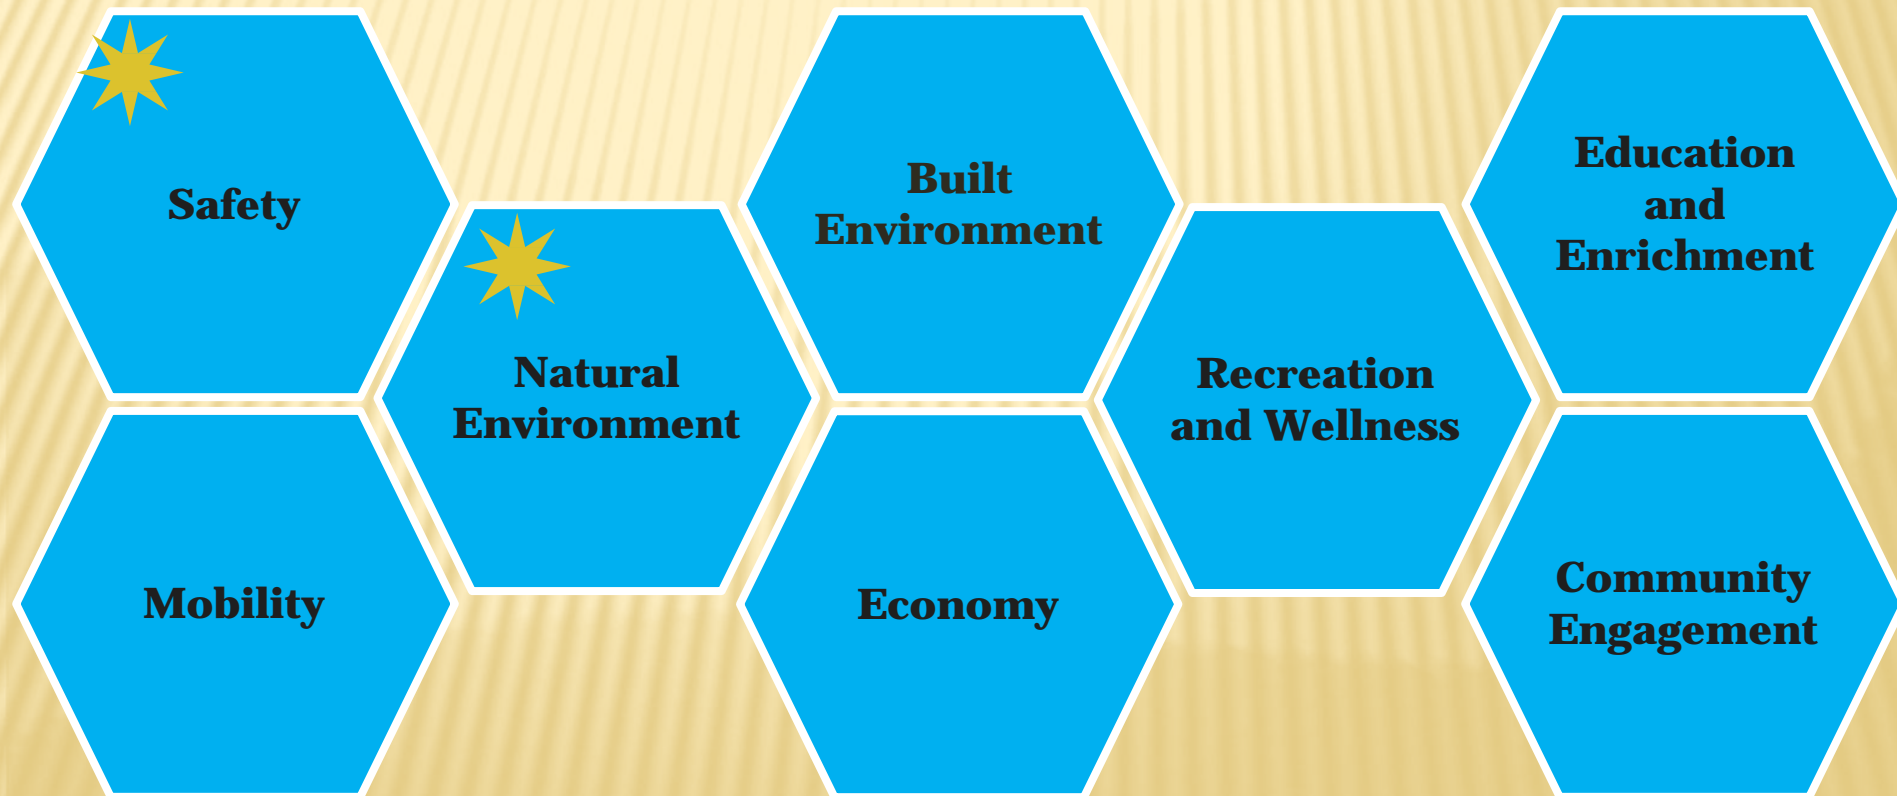 Safety
Built
Environment
Education
and
Enrichment
Natural
Environment
Recreation
and Wellness
Mobility
Economy
Community
Engagement